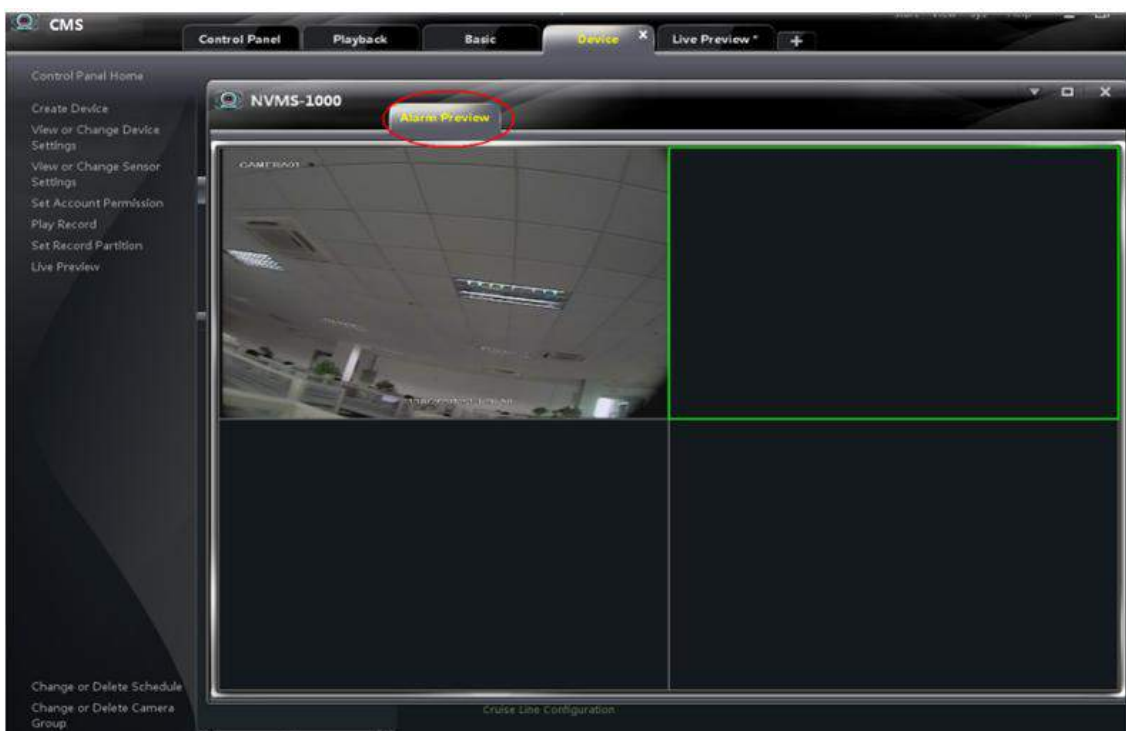 CMS
Control Panel
Playback
Basic
Device
X
Live Preview *
+
Control Panel Home
Create Device
View or Change Device
Settings
View or Change Sensor
Settings
Set Account Permission
Play Record
Set Record Partition
Live Preview
NVMS-1000
Alarm Preview
X
CAMERA01
Change or Delete Schedule
Change or Delete Camera
Group
Cruise Line Configuration